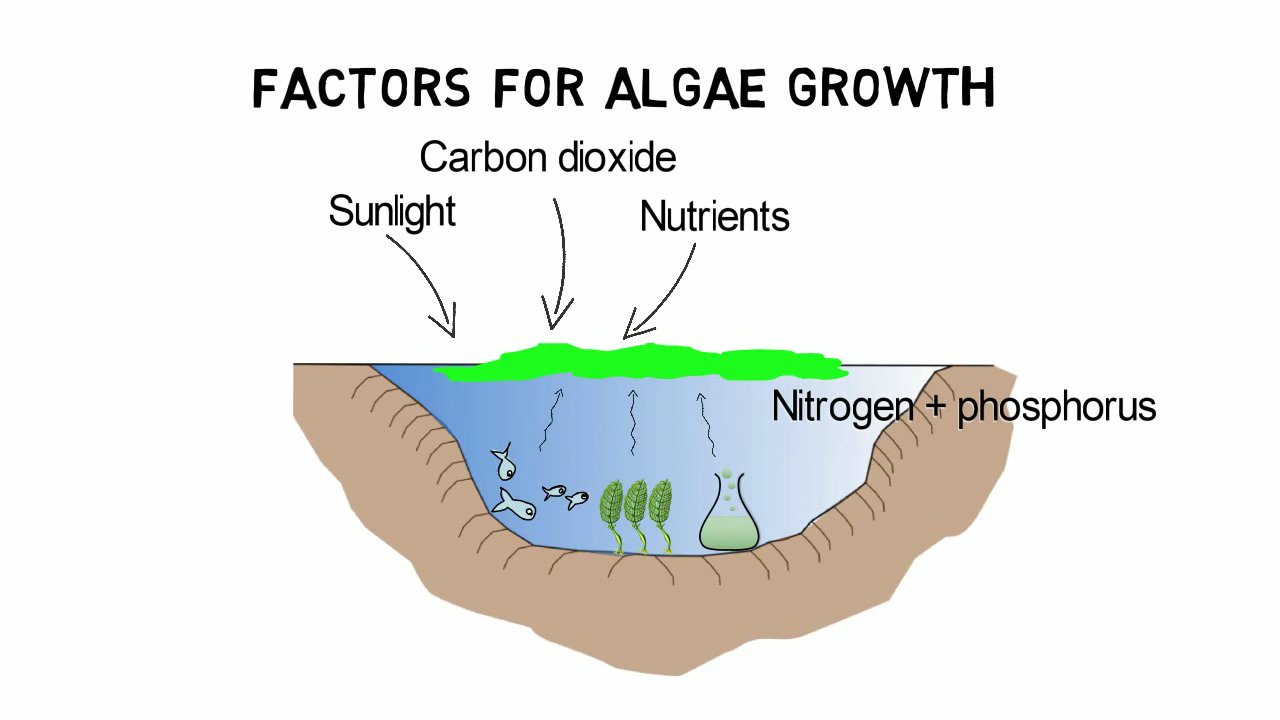 FACTORS FOR ALGAE GROWTH
Carbon dioxide
Sunlight
Nutrients
Nitrogen + phosphorus